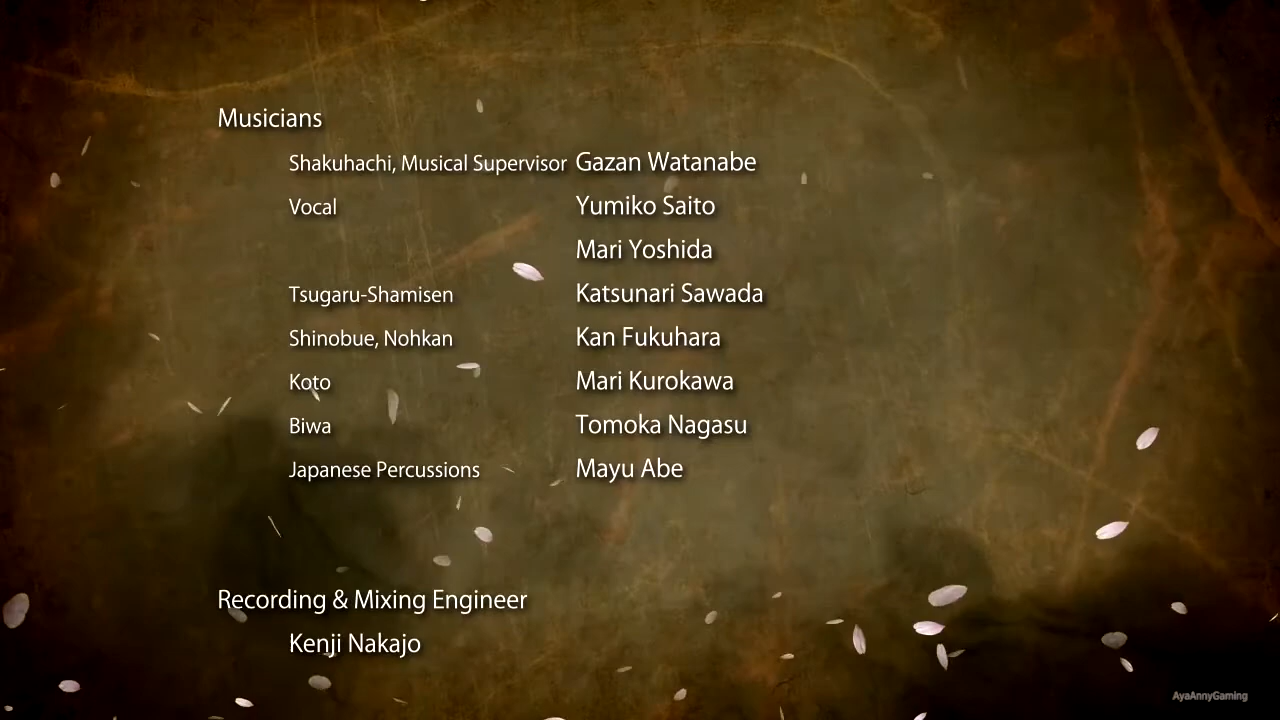 Musicians
Shakuhachi, Musical Supervisor Gazan Watanabe
Vocal Yumiko Saito
Mari Yoshida
Tsugaru-Shamisen Katsunari Sawada
Shinobue, Nohkan Kan Fukuhara
Koto Mari Kurokawa
Biwa Tomoka Nagasu
Japanese Percussions Mayu Abe
Recording & Mixing Engineer
Kenji Nakajo
AyaAnnyGaming